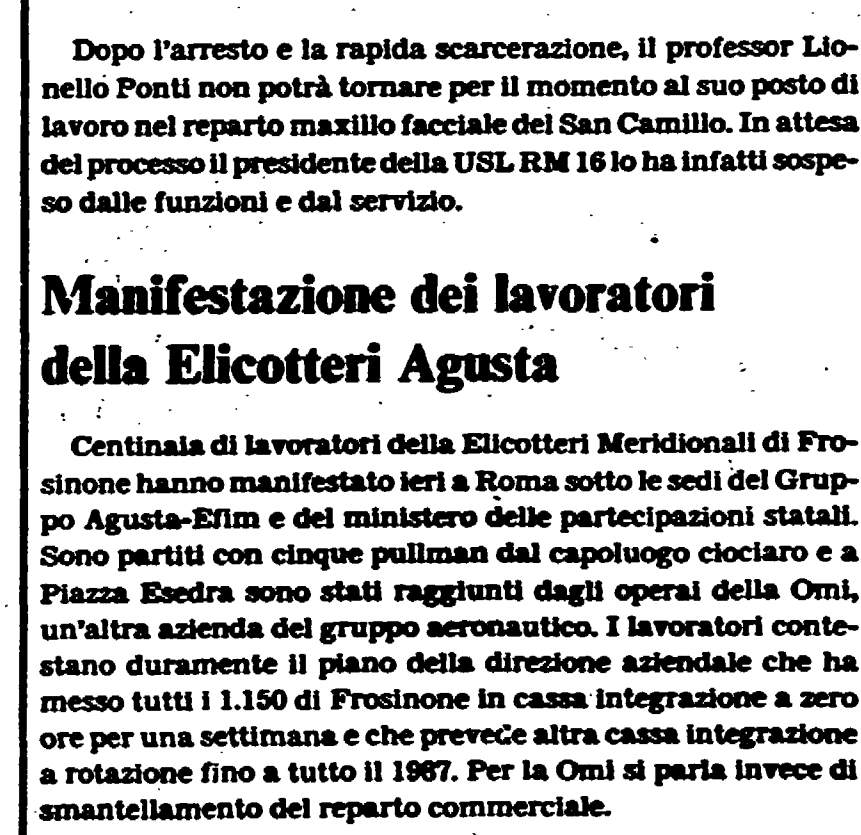 Dopo l'arresto e la rapida scarcerazione, il professor Lio-
nello Ponti non potrà tornare per il momento al suo posto di
lavoro nel reparto maxillo facciale del San Camillo. In attesa
del processo il presidente della USL RM 16 lo ha infatti sospe-
so dalle funzioni e dal servizio.
Manifestazione dei lavoratori
della Elicotteri Agusta
Centinaia di lavoratori della Elicotteri Meridionali di Fro-
sinone hanno manifestato ieri a Roma sotto le sedi del Grup-
po Agusta-Efim e del ministero delle partecipazioni statali.
Sono partiti con cinque pullman dal capoluogo ciociaro e a
Piazza Esedra sono stati raggiunti dagli operai della Omi,
un'altra azienda del gruppo aeronautico. I lavoratori conte-
stano duramente il piano della direzione aziendale che ha
messo tutti i 1.150 di Frosinone in cassa integrazione a zero
ore per una settimana e che prevede altra cassa integrazione
a rotazione fino a tutto il 1987. Per la Omi si parla invece di
smantellamento del reparto commerciale.